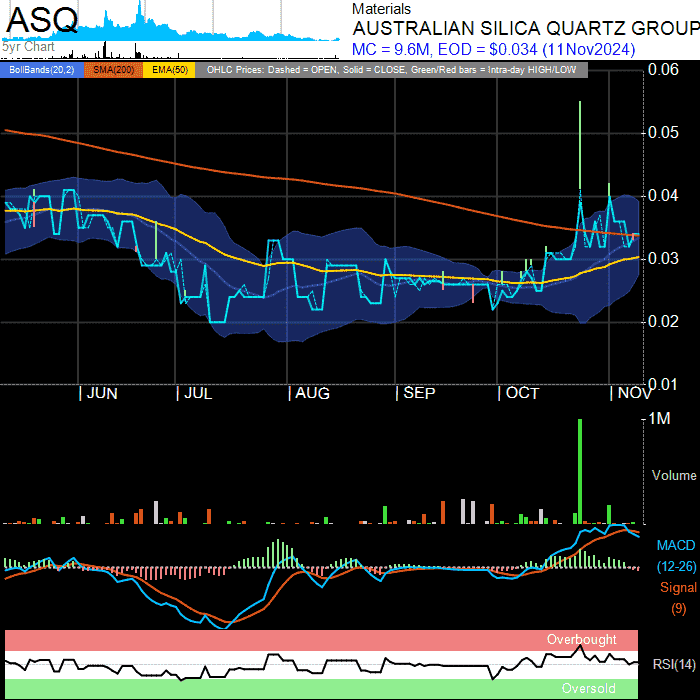 ASQ
5yr Chart
Materials
AUSTRALIAN SILICA QUARTZ GROUP
MC = 9.6M, EOD = $0.034 (11Nov2024)
BollBands(20,2) SMA(200) EMA(50) OHLC Prices: Dashed = OPEN, Solid = CLOSE, Green/Red bars = Intra-day HIGH/LOW
0.06
0.05
0.04
0.03
0.02
0.01
| JUN | JUL | AUG | SEP | OCT | NOV
1M
Volume
MACD
(12-26)
Signal
(9)
Overbought
RSI(14)
Oversold